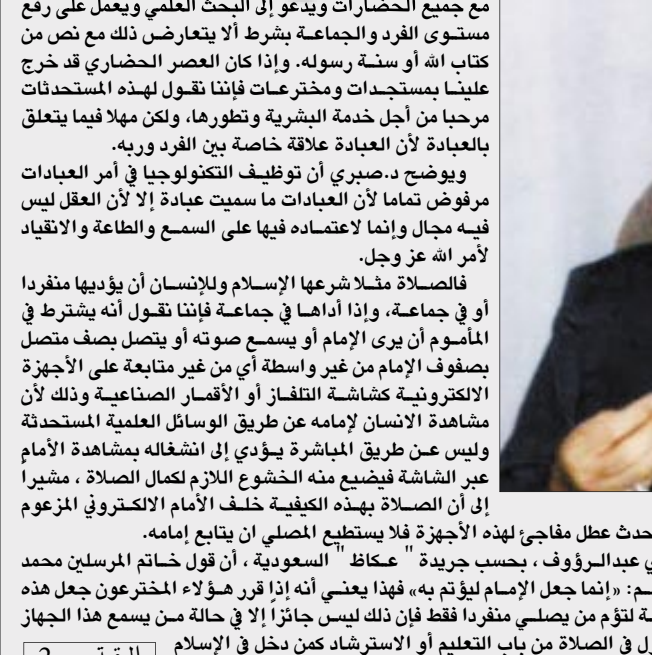 مع جميع الحضارات ويدعو إلى البحث العلمي ويعمل على رفع
مستوى الفرد والجماعة بشرط ألا يتعارض ذلك مع نص من
كتاب الله أو سنة رسوله. وإذا كان العصر الحضاري قد خرج
علينا بمستجدات ومخترعات فإننا نقول لهذه المستحدثات
مرحبا من أجل خدمة البشرية وتطورها، ولكن مهلا فيما يتعلق
بالعبادة لأن العبادة علاقة خاصة بين الفرد وربه.
ويوضح د.صبري أن توظيف التكنولوجيا في أمر العبادات
مرفوض تماما لأن العبادات ما سميت عبادة إلا لأن العقل ليس
فيه مجال وإنما لاعتماده فيها على السمع والطاعة والانقياد
لأمر الله عز وجل.
فالصلاة مثلا شرعها الإسلام وللإنسان أن يؤديها منفردا
أو في جماعة، وإذا أداها في جماعة فإننا نقول أنه يشترط في
المأموم أن يرى الإمام أو يسمع صوته أو يتصل بصف متصل
بصفوف الإمام من غير واسطة أي من غير متابعة على الأجهزة
الالكترونية كشاشة التلفاز أو الأقمار الصناعية وذلك لأن
مشاهدة الانسان لإمامه عن طريق الوسائل العلمية المستحدثة
وليس عن طريق المباشرة يؤدي إلى انشغاله بمشاهدة الأمام
عبر الشاشة فيضيع منه الخشوع اللازم لكمال الصلاة ، مشيراً
إلى أن الصلاة بهذه الكيفية خلف الأمام الالكتروني المزعوم
حدث عطل مفاجئ لهذه الأجهزة فلا يستطيع المصلي ان يتابع إمامه.
ي عبدالرؤوف ، بحسب جريدة " عكاظ " السعودية ، أن قول خاتم المرسلين محمد
ـم: «إنما جعل الإمام ليؤتم به» فهذا يعني أنه إذا قرر هؤلاء المخترعون جعل هذه
ـة لتؤم من يصلي منفردا فقط فإن ذلك ليس جائزاً إلا في حالة من يسمع هذا الجهاز
ل في الصلاة من باب التعليم أو الاسترشاد كمن دخل في الإسلام